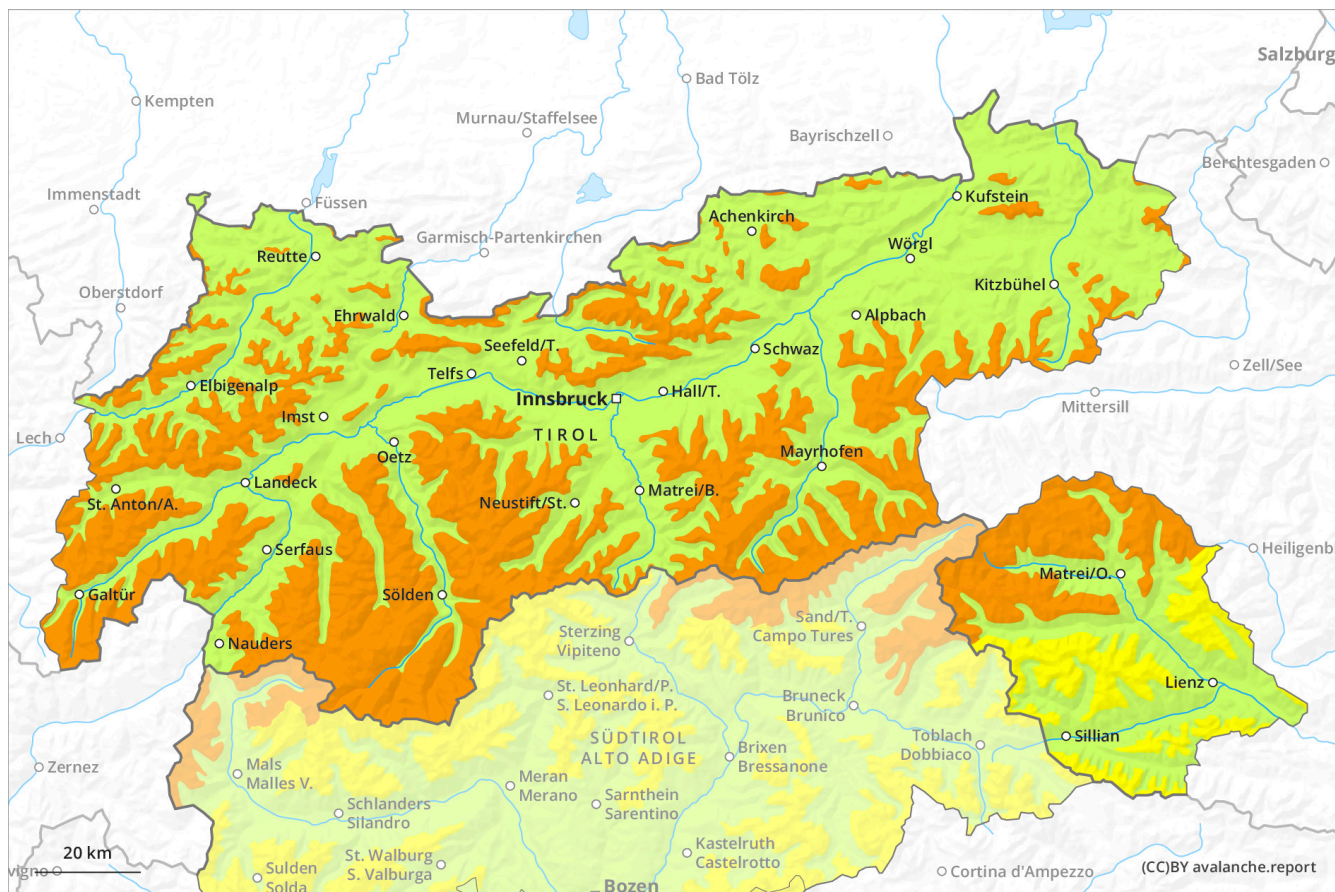 Salzburg
Bad Tölz
Kempten
Murnau/Staffelsee
Bayrischzell
Berchtesgaden
Immenstadt
Füssen
Kufstein
Achenkirch
Garmisch-Partenkirchen
Wörgl
Reutte
Kitzbühel
Oberstdorf
Ehrwald
Alpbach
Seefeld/T.
Schwaz
Zell/See
Telfs
Elbigenalp
Hall/T.
Innsbruck
Mittersill
Imst
Lech
TIROL
Oetz
Mayrhofen
Landeck
Matrei/B.
St. Anton/A.
Neustift/St.
Serfaus
Heiligenb
Matrei/O.
Galtür
Sölden
Sand/T.
Campo Tures
Sterzing
Vipiteno
Nauders
Lienz
St. Leonhard/P.
S. Leonardo i. P.
Bruneck
Brunico
SÜDTIROL
ALTO ADIGE
Toblach
Dobbiaco
Sillian
Brixen
Bressanone
Zernez
Mals
Malles V.
Meran
Merano
Sarnthein
Sarentino
Schlanders
Silandro
20 km
Kastelruth
Castelrotto
St. Walburg
S. Valburga
vigno
Sulden
Solda
Cortina d'Ampezzo
(CC)BY avalanche.report
Bozen